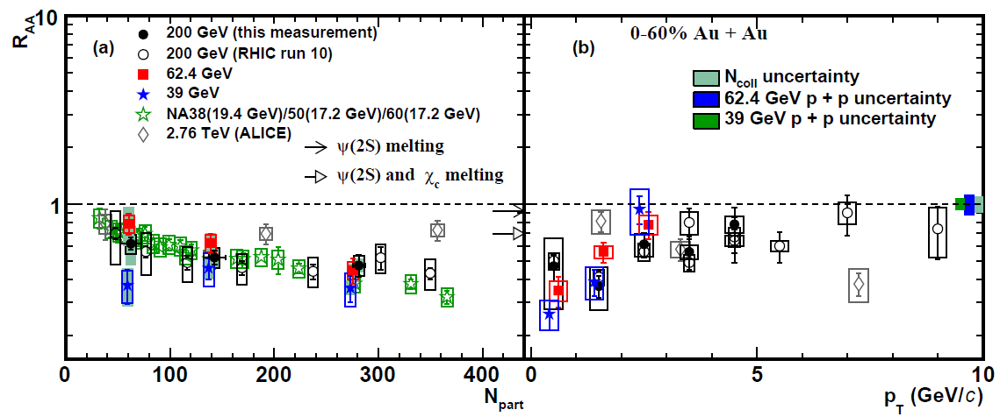 R_AA
10
1
(a)
200 GeV (this measurement)
200 GeV (RHIC run 10)
62.4 GeV
39 GeV
NA38(19.4 GeV)/50(17.2 GeV)/60(17.2 GeV)
2.76 TeV (ALICE)
ψ(2S) melting
ψ(2S) and χ_c melting
0 100 200 300 400
N_part
(b)
0-60% Au + Au
N_coll uncertainty
62.4 GeV p + p uncertainty
39 GeV p + p uncertainty
0 5 10
p_T (GeV/c)